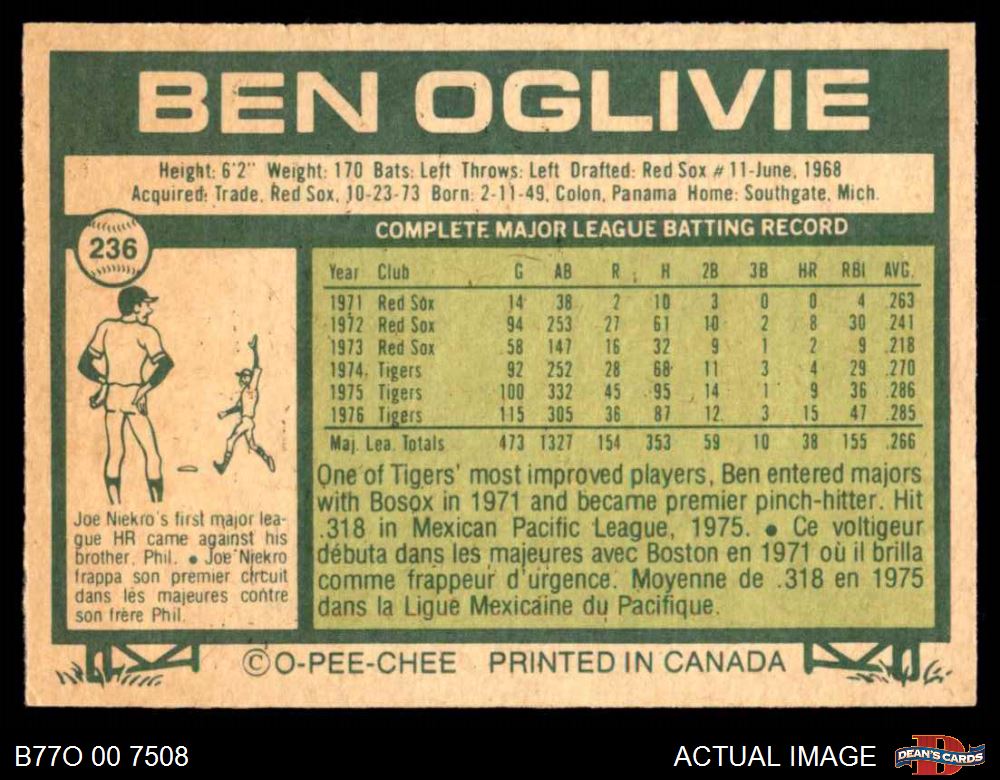 BEN OGLIVIE
Height: 6'2" Weight: 170 Bats: Left Throws: Left Drafted: Red Sox #11-June, 1968
Acquired: Trade, Red Sox, 10-23-73 Born: 2-11-49, Colon, Panama Home: Southgate, Mich.
236
COMPLETE MAJOR LEAGUE BATTING RECORD
Year Club G AB R H 2B 3B HR RBI AVG.
1971 Red Sox 14 38 2 10 3 0 0 4 .263
1972 Red Sox 94 253 27 61 10 2 8 30 .241
1973 Red Sox 58 147 16 32 9 1 2 9 .218
1974 Tigers 92 252 28 68 11 3 4 29 .270
1975 Tigers 100 332 45 95 14 1 9 36 .286
1976 Tigers 115 305 36 87 12 3 15 47 .285
Maj. Lea. Totals 473 1327 154 353 59 10 38 155 .266
One of Tigers' most improved players, Ben entered majors
with Bosox in 1971 and became premier pinch-hitter. Hit
.318 in Mexican Pacific League, 1975. • Ce voltigeur
débuta dans les majeures avec Boston en 1971 où il brilla
comme frappeur d'urgence. Moyenne de .318 en 1975
dans la Ligue Mexicaine du Pacifique.
Joe Niekro's first major lea-
gue HR came against his
brother, Phil. • Joe Niekro
frappa son premier circuit
dans les majeures contre
son frère Phil.
© O-PEE-CHEE PRINTED IN CANADA
B77O 00 7508
ACTUAL IMAGE
DEAN'S CARDS